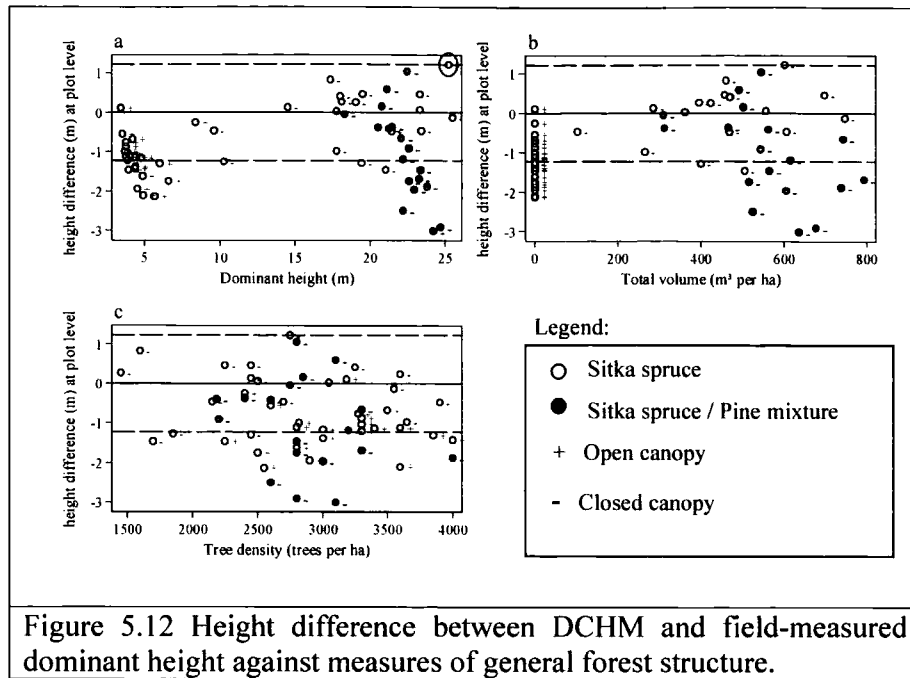 a
height difference (m) at plot level
1
0
-1
-2
-3
5
10
15
20
25
Dominant height (m)
b
height difference (m) at plot level
1
0
-1
-2
-3
0
200
400
600
800
Total volume (m³ per ha)
c
height difference (m) at plot level
1
0
-1
-2
-3
1500
2000
2500
3000
3500
4000
Tree density (trees per ha)
Legend:
Sitka spruce
Sitka spruce / Pine mixture
+ Open canopy
- Closed canopy
Figure 5.12 Height difference between DCHM and field-measured
dominant height against measures of general forest structure.